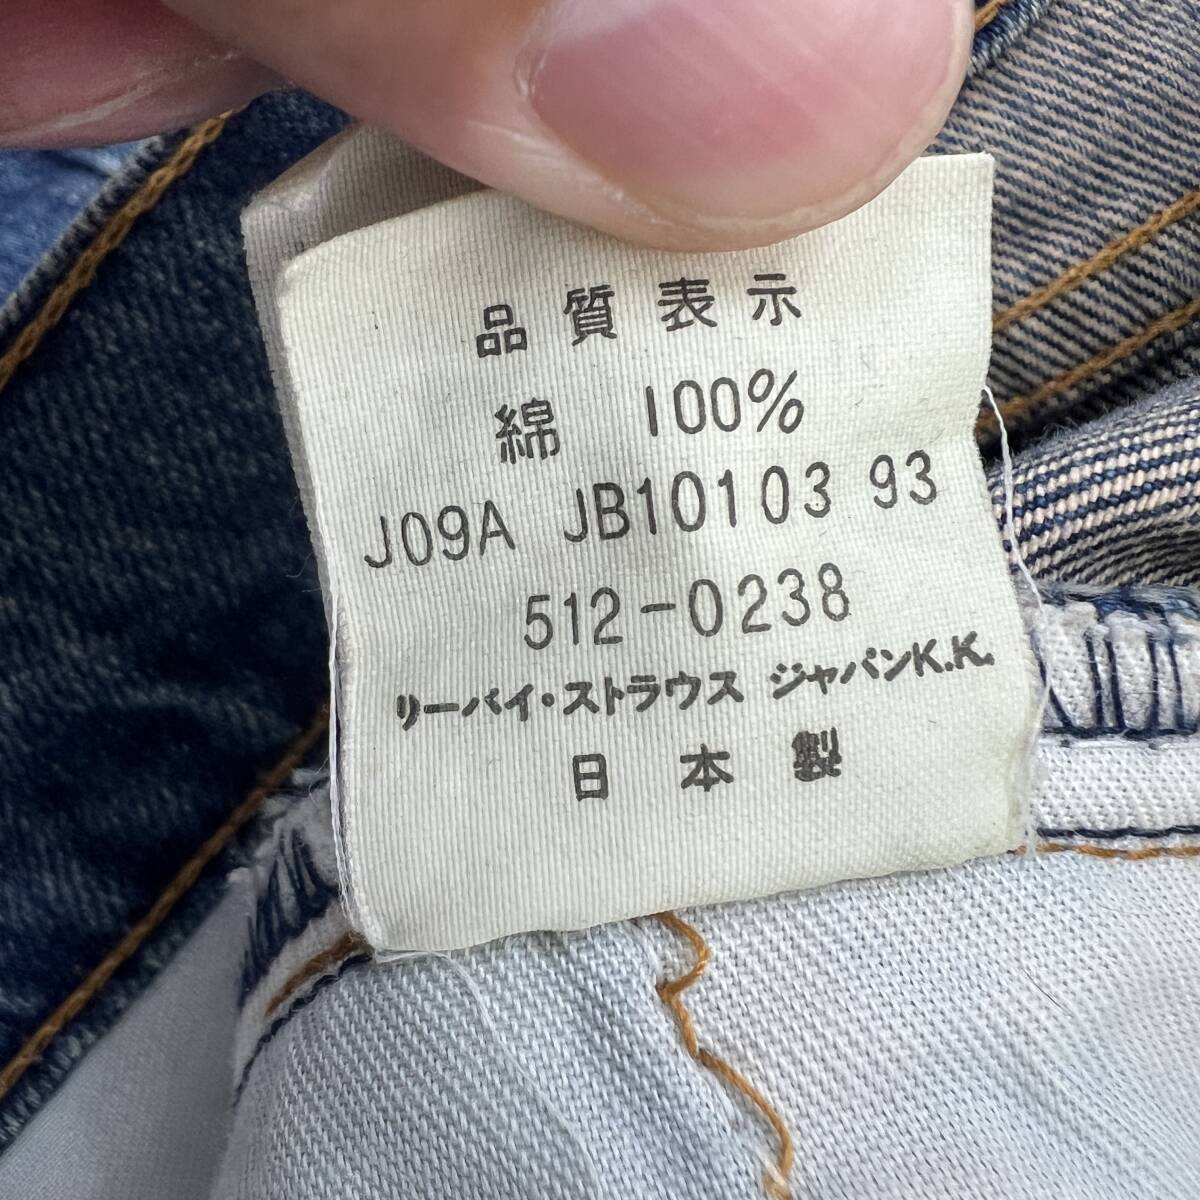 品質表示
綿 100%
J09A JB10103 93
512-0238
リーバイ・ストラウス ジャパンK.K.
日本製